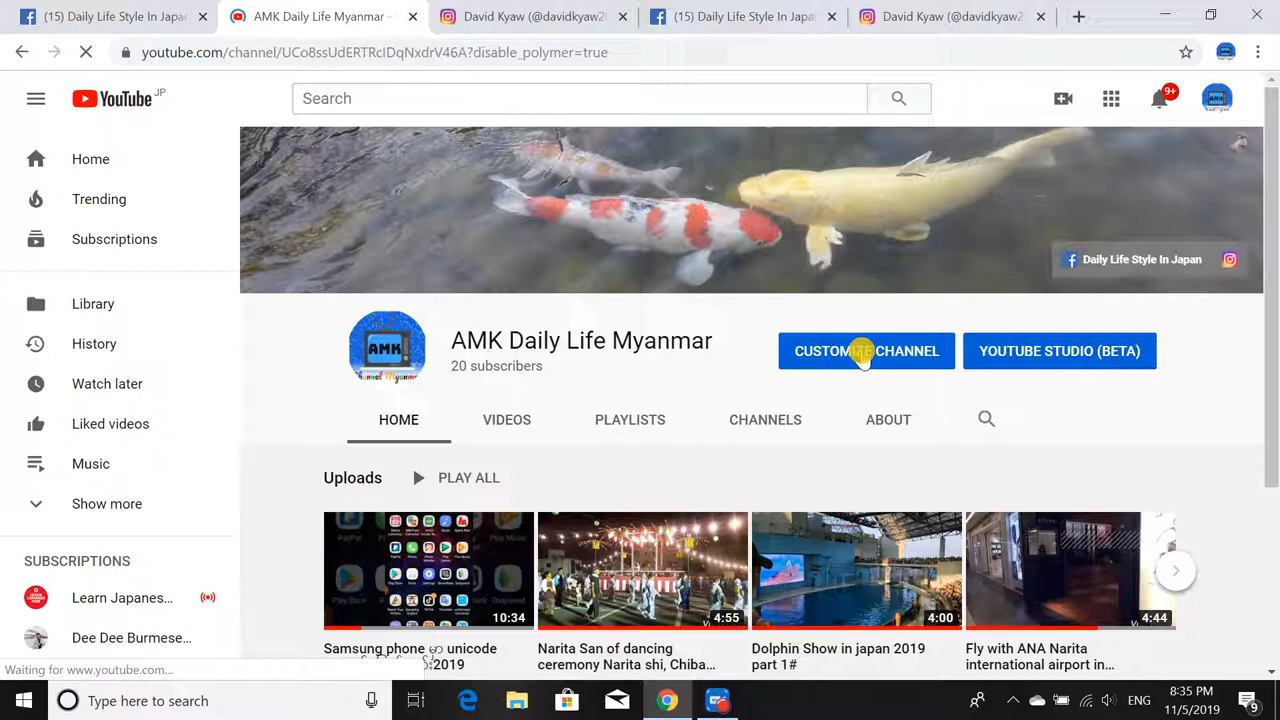 (15) Daily Life Style In Japa
AMK Daily Life Myanmar -
David Kyaw (@davidkyaw2
(15) Daily Life Style In Jap
David Kyaw (@davidkyaw2
youtube.com/channel/UCo8ssUdERTRcIDqNxdrV46A?disable_polymer=true
YouTube JP
Search
9+
Home
Trending
Subscriptions
Library
History
Watch later
Liked videos
Music
Show more
SUBSCRIPTIONS
Learn Japanes...
Dee Dee Burmese...
Daily Life Style In Japan
AMK
AMK Daily Life Myanmar
20 subscribers
CUSTOMIZE CHANNEL
YOUTUBE STUDIO (BETA)
HOME
VIDEOS
PLAYLISTS
CHANNELS
ABOUT
Uploads
PLAY ALL
10:34
4:55
4:00
4:44
Samsung phone မှာ unicode
2019
Narita San of dancing
ceremony Narita shi, Chiba...
Dolphin Show in japan 2019
part 1#
Fly with ANA Narita
international airport in...
Waiting for www.youtube.com...
Type here to search
ENG
8:35 PM
11/5/2019
9